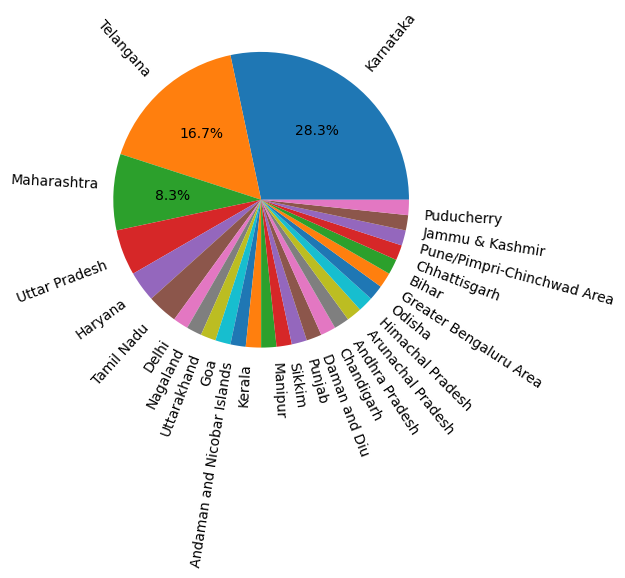 Karnataka
28.3%
Telangana
16.7%
Maharashtra
8.3%
Uttar Pradesh
Haryana
Tamil Nadu
Delhi
Nagaland
Uttarakhand
Goa
Andaman and Nicobar Islands
Kerala
Manipur
Sikkim
Punjab
Daman and Diu
Chandigarh
Andhra Pradesh
Arunachal Pradesh
Himachal Pradesh
Odisha
Greater Bengaluru Area
Bihar
Chhattisgarh
Pune/Pimpri-Chinchwad Area
Jammu & Kashmir
Puducherry